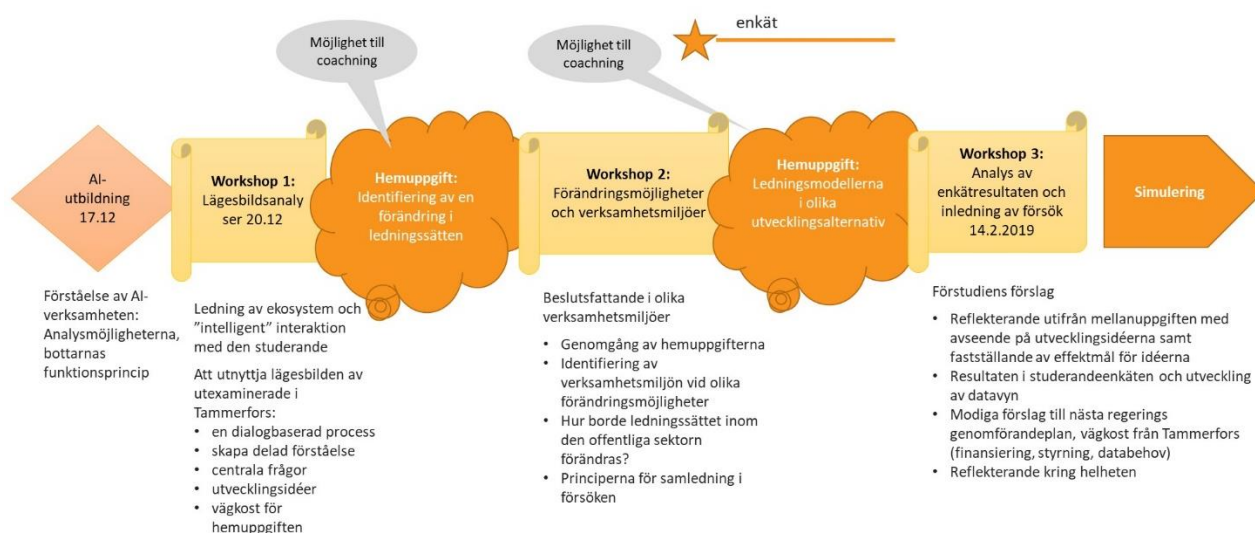 enkät
Möjlighet till
coachning
Möjlighet till
coachning
AI-
utbildning
17.12
Workshop 1:
Lägesbildsanaly
ser 20.12
Hemuppgift:
Identifiering av en
förändring i
ledningssätten
Workshop 2:
Förändringsmöjligheter
och verksamhetsmiljöer
Hemuppgift:
Ledningsmodellerna
i olika
utvecklingsalternativ
Workshop 3:
Analys av
enkätresultaten och
inledning av försök
14.2.2019
Simulering
Förståelse av AI-
verksamheten:
Analysmöjligheterna,
bottarnas
funktionsprincip
Ledning av ekosystem och
”intelligent” interaktion
med den studerande
Att utnyttja lägesbilden av
utexaminerade i
Tammerfors:
• en dialogbaserad process
• skapa delad förståelse
• centrala frågor
• utvecklingsidéer
• vägkost för
hemuppgiften
Beslutsfattande i olika
verksamhetsmiljöer
• Genomgång av hemuppgifterna
• Identifiering av
verksamhetsmiljön vid olika
förändringsmöjligheter
• Hur borde ledningssättet inom
den offentliga sektorn
förändras?
• Principerna för samledning i
försöken
Förstudiens förslag
• Reflekterande utifrån mellanuppgiften med
avseende på utvecklingsidéerna samt
fastställande av effektmål för idéerna
• Resultaten i studerandeenkäten och utveckling
av datavyn
• Modiga förslag till nästa regerings
genomförandeplan, vägkost från Tammerfors
(finansiering, styrning, databehov)
• Reflekterande kring helheten